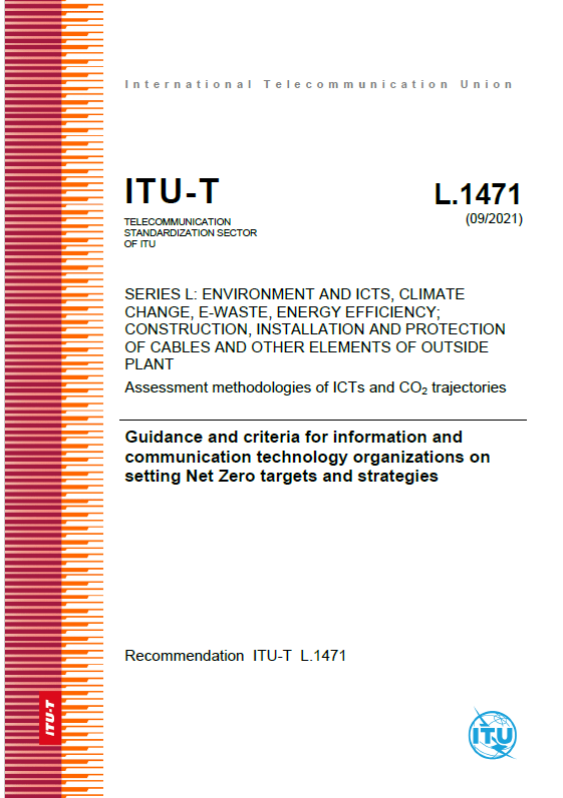 International Telecommunication Union
ITU-T
L.1471
TELECOMMUNICATION
STANDARDIZATION SECTOR
OF ITU
(09/2021)
SERIES L: ENVIRONMENT AND ICTS, CLIMATE
CHANGE, E-WASTE, ENERGY EFFICIENCY;
CONSTRUCTION, INSTALLATION AND PROTECTION
OF CABLES AND OTHER ELEMENTS OF OUTSIDE
PLANT
Assessment methodologies of ICTs and CO₂ trajectories
Guidance and criteria for information and
communication technology organizations on
setting Net Zero targets and strategies
Recommendation ITU-T L.1471
ITU-T
ITU